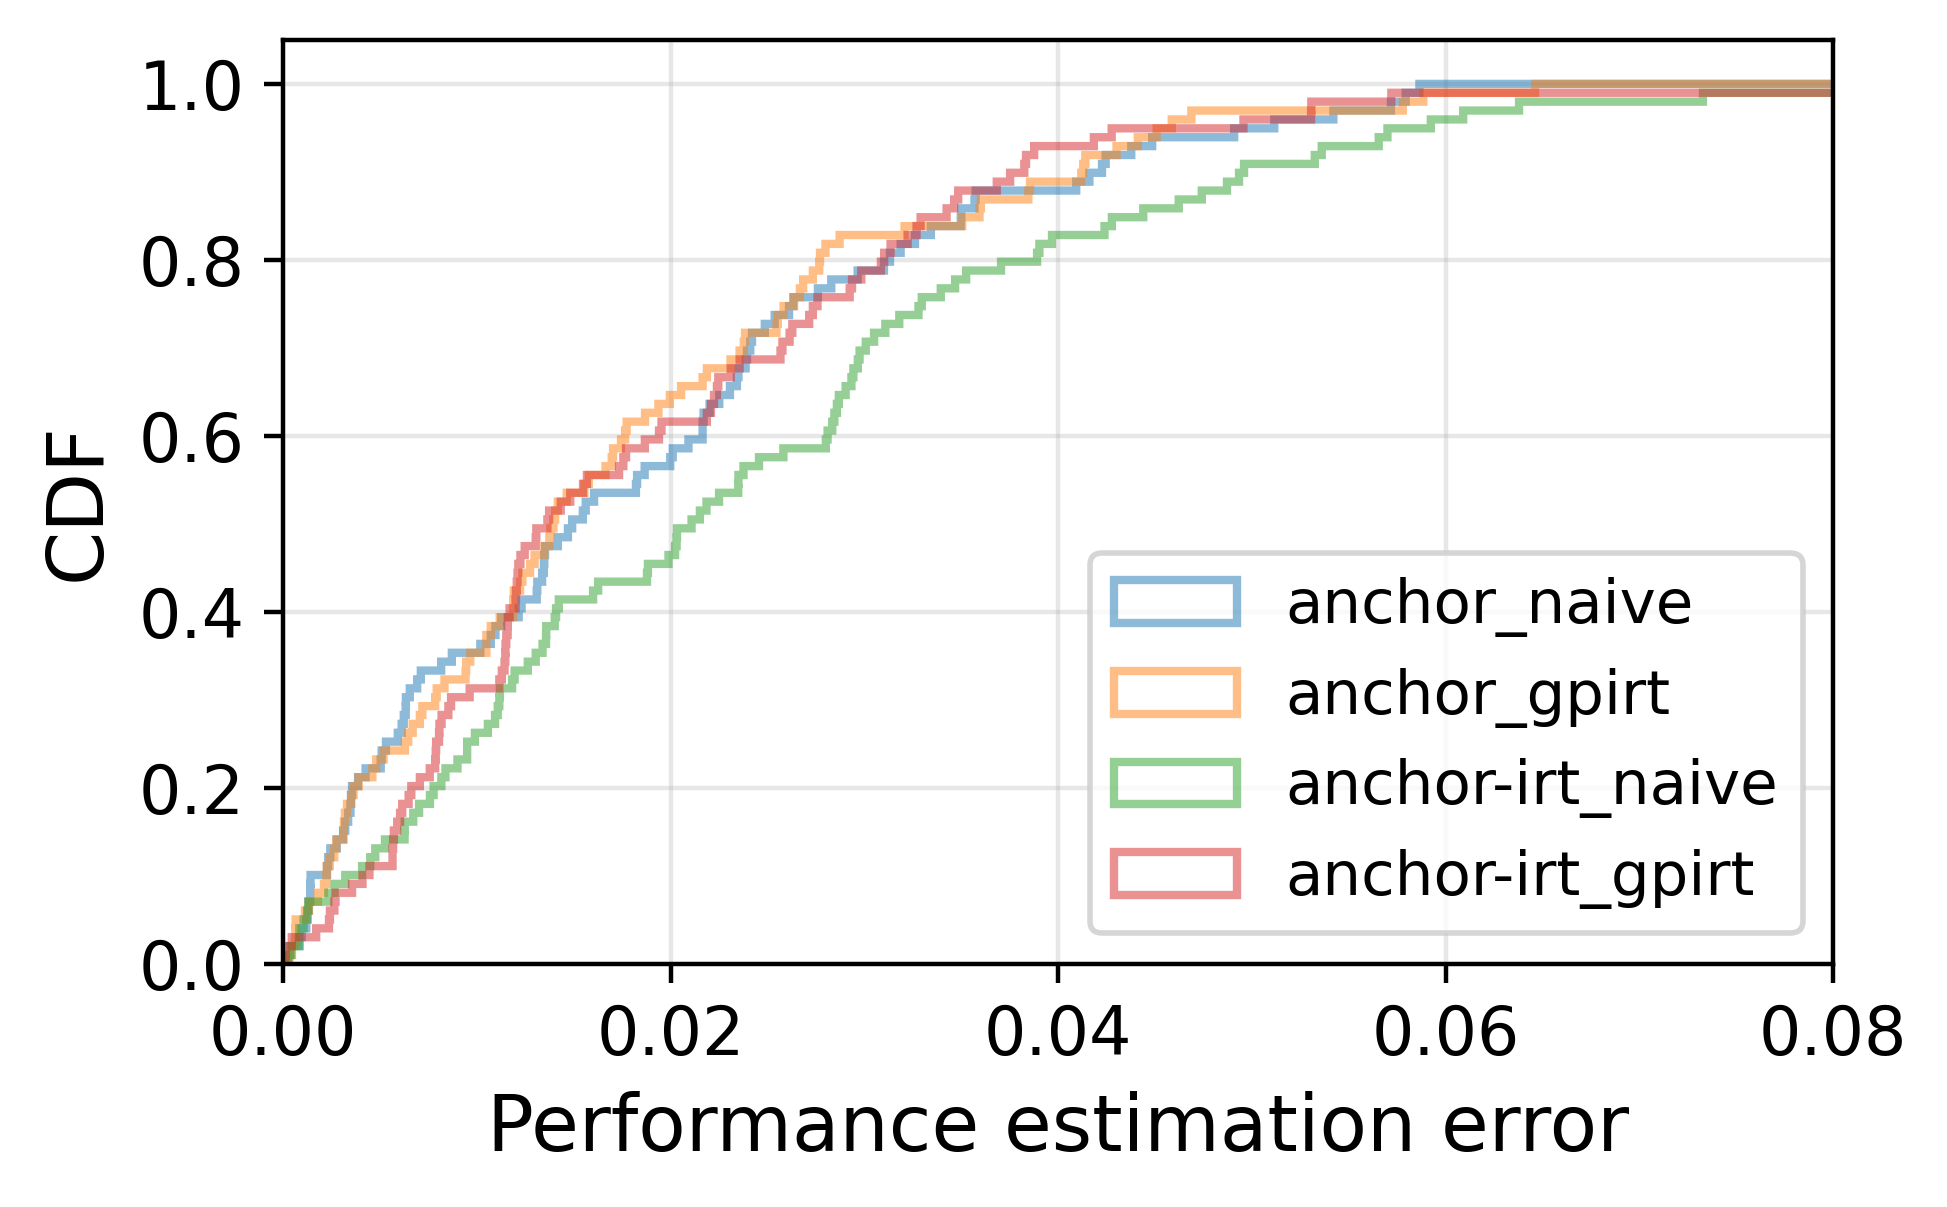 1.0
0.8
0.6
0.4
0.2
0.0
CDF
0.00 0.02 0.04 0.06 0.08
Performance estimation error
anchor_naive
anchor_gpirt
anchor-irt_naive
anchor-irt_gpirt